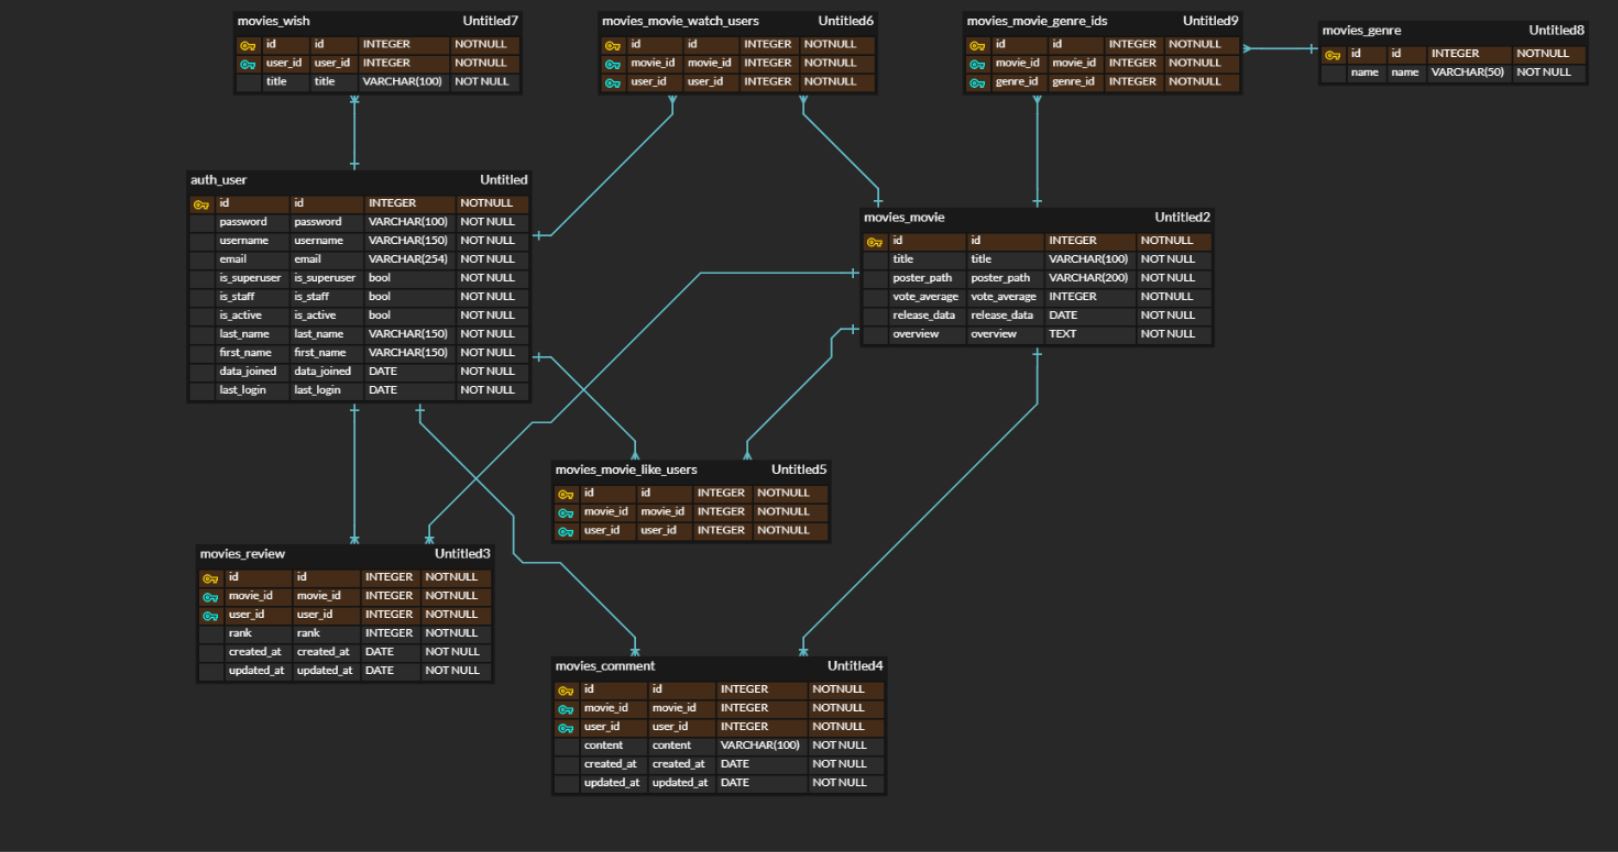 movies_wish Untitled7
id id INTEGER NOTNULL
user_id user_id INTEGER NOTNULL
title title VARCHAR(100) NOT NULL
movies_movie_watch_users Untitled6
id id INTEGER NOTNULL
movie_id movie_id INTEGER NOTNULL
user_id user_id INTEGER NOTNULL
movies_movie_genre_ids Untitled9
id id INTEGER NOTNULL
movie_id movie_id INTEGER NOTNULL
genre_id genre_id INTEGER NOTNULL
movies_genre Untitled8
id id INTEGER NOTNULL
name name VARCHAR(50) NOT NULL
auth_user Untitled
id id INTEGER NOTNULL
password password VARCHAR(100) NOT NULL
username username VARCHAR(150) NOT NULL
email email VARCHAR(254) NOT NULL
is_superuser is_superuser bool NOT NULL
is_staff is_staff bool NOT NULL
is_active is_active bool NOT NULL
last_name last_name VARCHAR(150) NOT NULL
first_name first_name VARCHAR(150) NOT NULL
data_joined data_joined DATE NOT NULL
last_login last_login DATE NOT NULL
movies_movie Untitled2
id id INTEGER NOTNULL
title title VARCHAR(100) NOT NULL
poster_path poster_path VARCHAR(200) NOT NULL
vote_average vote_average INTEGER NOTNULL
release_data release_data DATE NOT NULL
overview overview TEXT NOT NULL
movies_movie_like_users Untitled5
id id INTEGER NOTNULL
movie_id movie_id INTEGER NOTNULL
user_id user_id INTEGER NOTNULL
movies_review Untitled3
id id INTEGER NOTNULL
movie_id movie_id INTEGER NOTNULL
user_id user_id INTEGER NOTNULL
rank rank INTEGER NOTNULL
created_at created_at DATE NOT NULL
updated_at updated_at DATE NOT NULL
movies_comment Untitled4
id id INTEGER NOTNULL
movie_id movie_id INTEGER NOTNULL
user_id user_id INTEGER NOTNULL
content content VARCHAR(100) NOT NULL
created_at created_at DATE NOT NULL
updated_at updated_at DATE NOT NULL